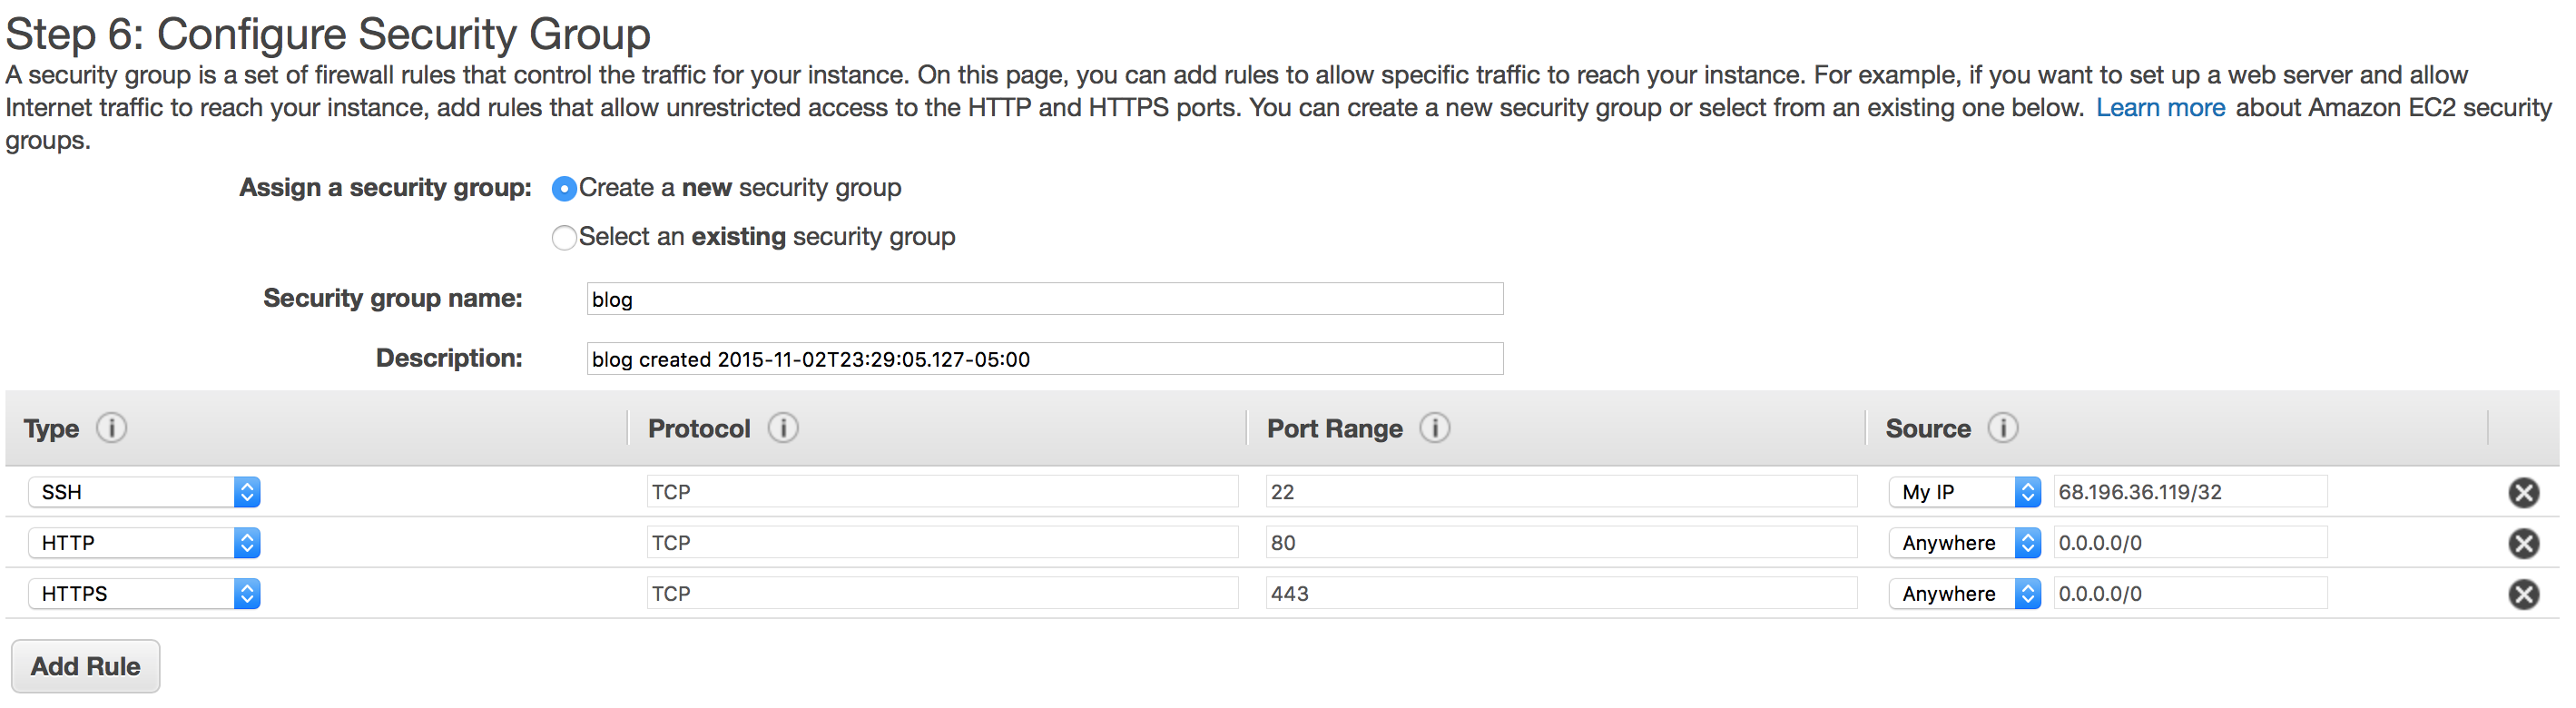 Step 6: Configure Security Group
A security group is a set of firewall rules that control the traffic for your instance. On this page, you can add rules to allow specific traffic to reach your instance. For example, if you want to set up a web server and allow
Internet traffic to reach your instance, add rules that allow unrestricted access to the HTTP and HTTPS ports. You can create a new security group or select from an existing one below. Learn more about Amazon EC2 security
groups.
Assign a security group: Create a new security group
Select an existing security group
Security group name: blog
Description: blog created 2015-11-02T23:29:05.127-05:00
Type Protocol Port Range Source
SSH TCP 22 My IP 68.196.36.119/32
HTTP TCP 80 Anywhere 0.0.0.0/0
HTTPS TCP 443 Anywhere 0.0.0.0/0
Add Rule